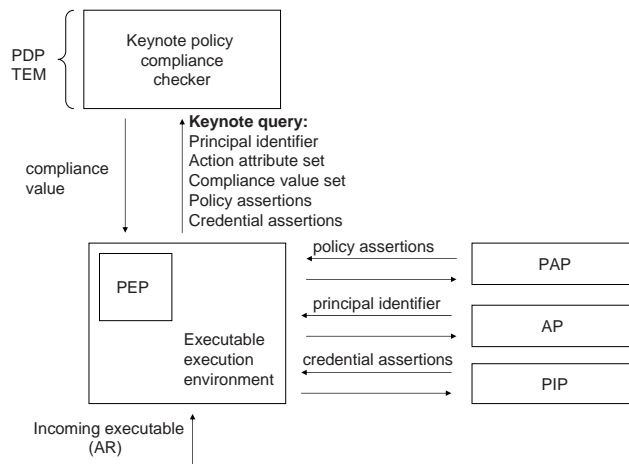 Keynote policy
compliance
checker
PDP
TEM
Keynote query:
Principal identifier
Action attribute set
Compliance value set
Policy assertions
Credential assertions
compliance
value
PEP
Executable
execution
environment
policy assertions
PAP
principal identifier
AP
credential assertions
PIP
Incoming executable
(AR)